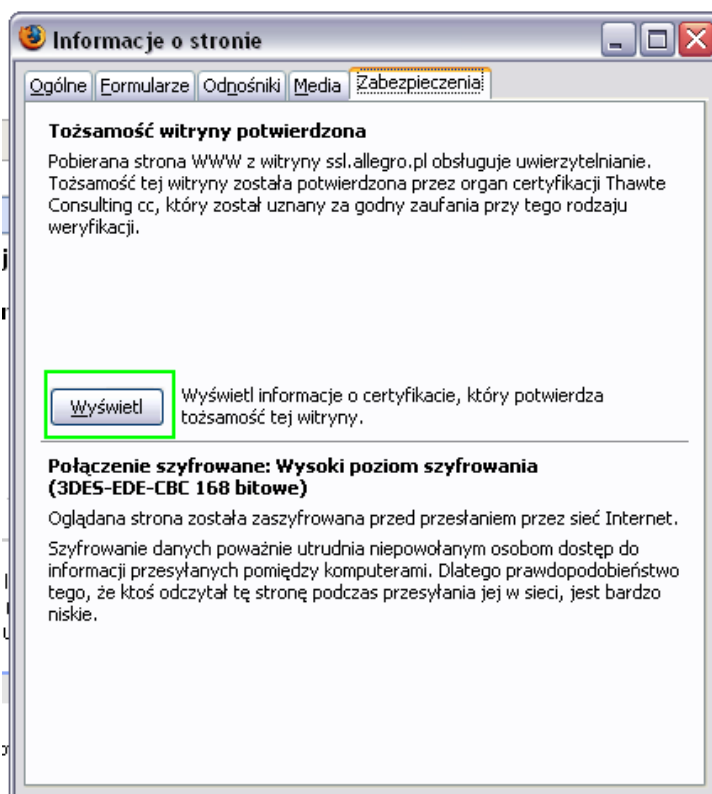 Informacje o stronie
Ogólne Formularze Odnośniki Media Zabezpieczenia
Tożsamość witryny potwierdzona
Pobierana strona WWW z witryny ssl.allegro.pl obsługuje uwierzytelnianie.
Tożsamość tej witryny została potwierdzona przez organ certyfikacji Thawte
Consulting cc, który został uznany za godny zaufania przy tego rodzaju
weryfikacji.
Wyświetl
Wyświetl informacje o certyfikacie, który potwierdza
tożsamość tej witryny.
Połączenie szyfrowane: Wysoki poziom szyfrowania
(3DES-EDE-CBC 168 bitowe)
Oglądana strona została zaszyfrowana przed przesłaniem przez sieć Internet.
Szyfrowanie danych poważnie utrudnia niepowołanym osobom dostęp do
informacji przesyłanych pomiędzy komputerami. Dlatego prawdopodobieństwo
tego, że ktoś odczytał tę stronę podczas przesyłania jej w sieci, jest bardzo
niskie.